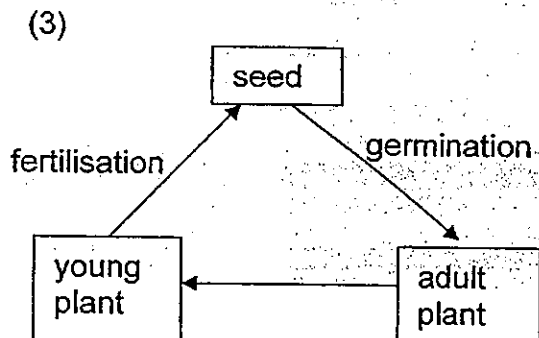 (3)
seed
fertilisation
germination
young
plant
adult
plant